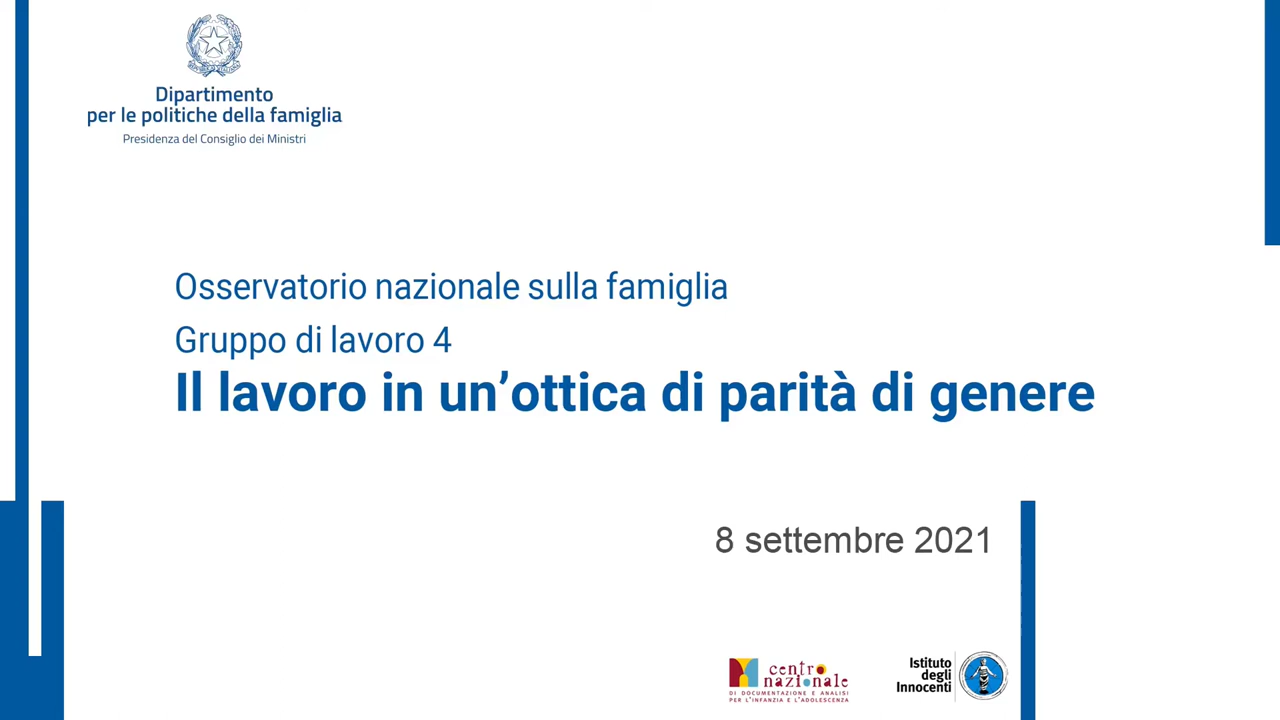 Dipartimento
per le politiche della famiglia
Presidenza del Consiglio dei Ministri
Osservatorio nazionale sulla famiglia
Gruppo di lavoro 4
Il lavoro in un’ottica di parità di genere
8 settembre 2021
centro
nazionale
DI DOCUMENTAZIONE E ANALISI
PER L'INFANZIA E L'ADOLESCENZA
Istituto
degli
Innocenti